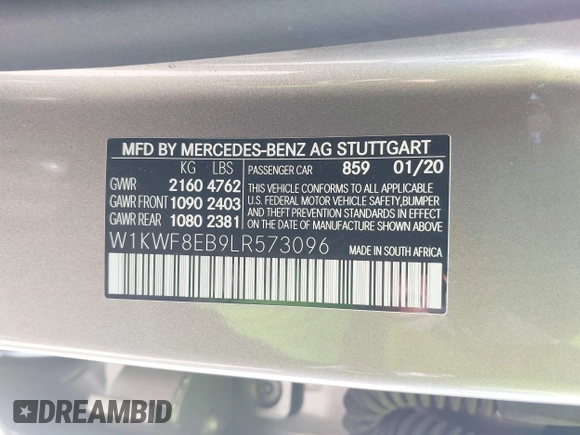 MFD BY MERCEDES-BENZ AG STUTTGART
KG LBS PASSENGER CAR 859 01/20
GVWR 2160 4762
GAWR FRONT 1090 2403
GAWR REAR 1080 2381
THIS VEHICLE CONFORMS TO ALL APPLICABLE
U.S. FEDERAL MOTOR VEHICLE SAFETY,BUMPER
AND THEFT PREVENTION STANDARDS IN EFFECT
ON THE DATE OF MANUFACTURE SHOWN ABOVE
W1KWF8EB9LR573096
MADE IN SOUTH AFRICA
DREAMBID